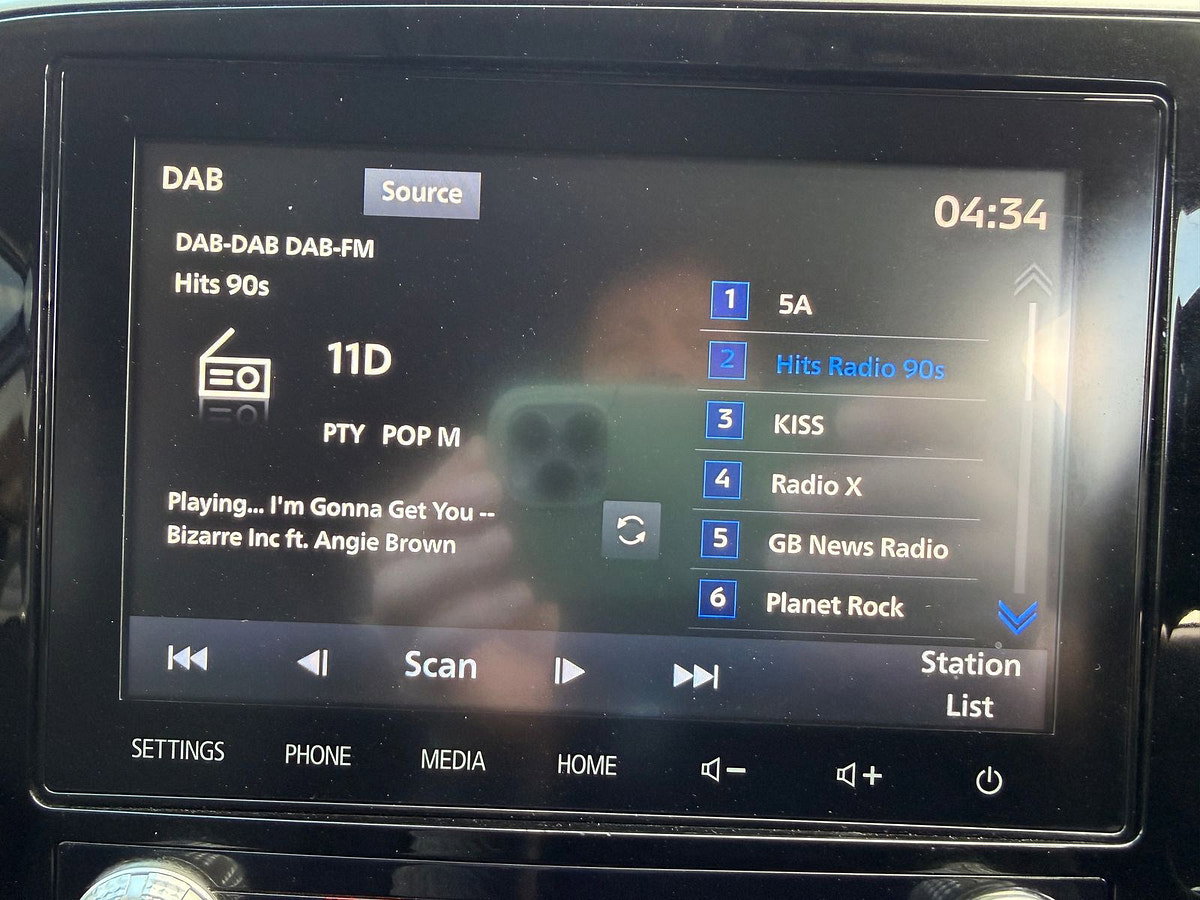 DAB
Source
04:34
DAB-DAB DAB-FM
Hits 90s
11D
PTY POP M
Playing... I'm Gonna Get You --
Bizarre Inc ft. Angie Brown
1 5A
2 Hits Radio 90s
3 KISS
4 Radio X
5 GB News Radio
6 Planet Rock
Scan
Station
List
SETTINGS PHONE MEDIA HOME